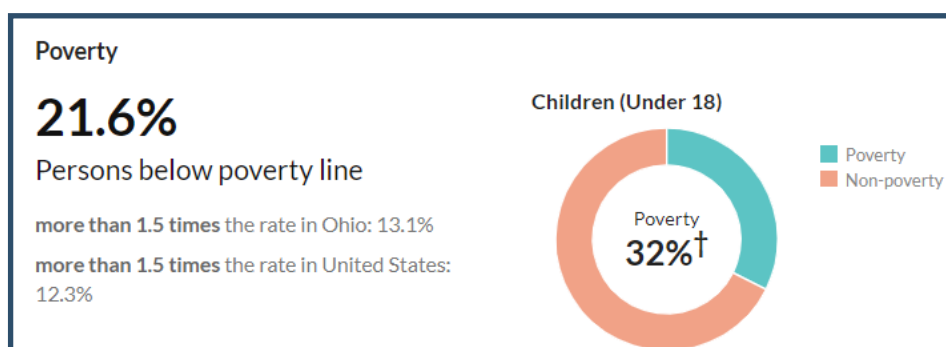 Poverty
21.6%
Persons below poverty line
more than 1.5 times the rate in Ohio: 13.1%
more than 1.5 times the rate in United States:
12.3%
Children (Under 18)
Poverty
32%†
Poverty
Non-poverty